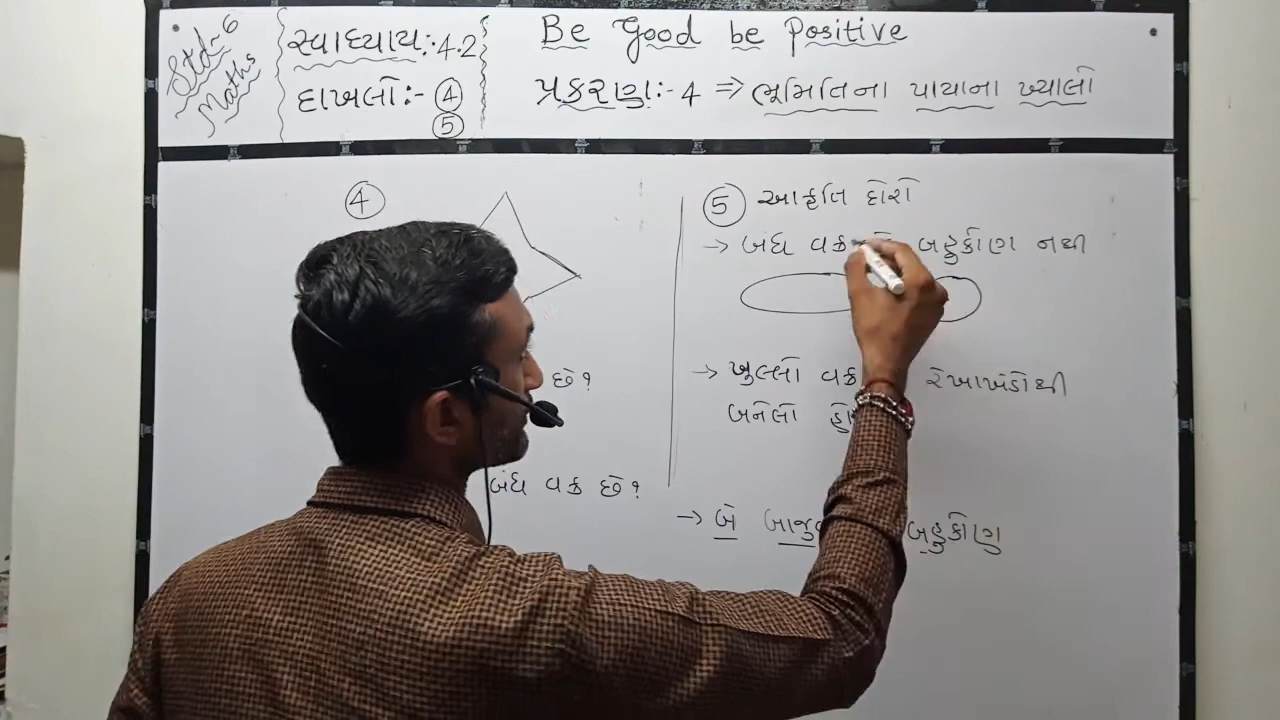 Std-6
Maths
સ્વાધ્યાય:- 4.2
દાખલો:- ④
⑤
Be Good be Positive
પ્રકરણ:- 4 ⇒ ભૂમિતિના પાયાના ખ્યાલો
④
છે?
બંધ વક્ર છે?
⑤ આકૃતિ દોરો
→ બંધ વક્ર બહુકોણ નથી
→ ખુલ્લો રેખાખંડોથી
બનેલો
→ બે બહુકોણ